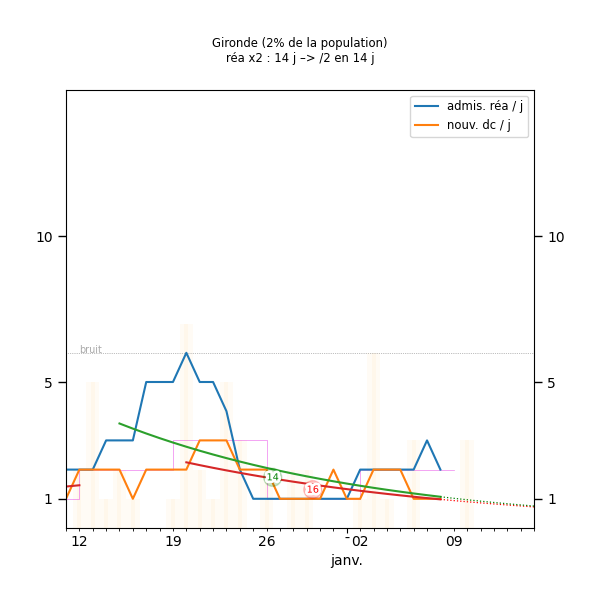 Gironde (2% de la population)
réa x2 : 14 j –> /2 en 14 j
admis. réa / j
nouv. dc / j
10
10
bruit
5
5
14
16
1
1
12
19
26
02
09
janv.